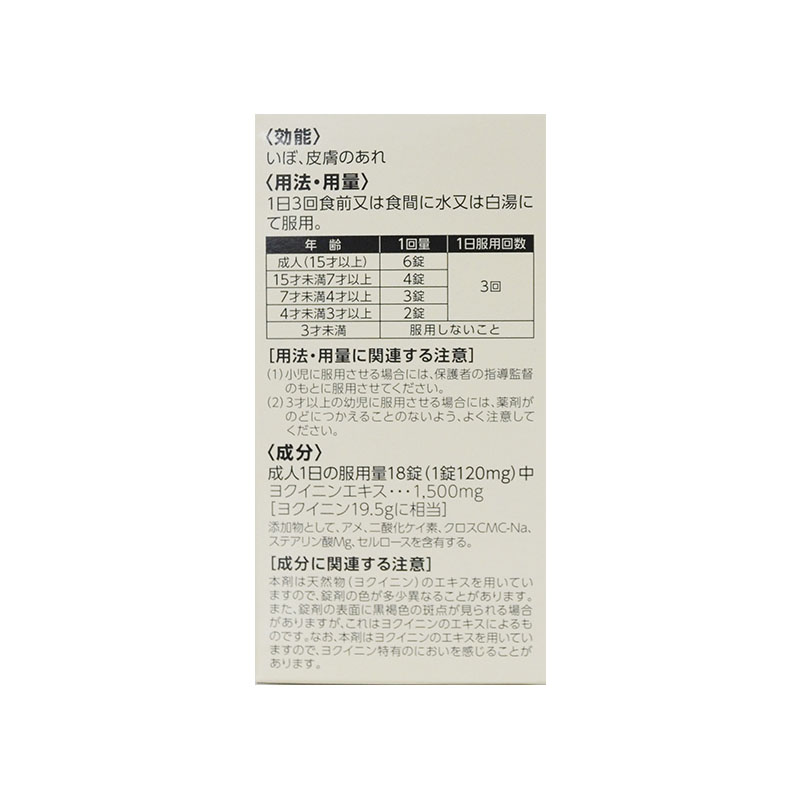 〈効能〉
いぼ、皮膚のあれ
〈用法・用量〉
1日3回食前又は食間に水又は白湯に
て服用。
年 齢 1回量 1日服用回数
成人(15才以上) 6錠 3回
15才未満7才以上 4錠
7才未満4才以上 3錠
4才未満3才以上 2錠
3才未満 服用しないこと
[用法・用量に関連する注意]
(1)小児に服用させる場合には、保護者の指導監督
のもとに服用させてください。
(2)3才以上の幼児に服用させる場合には、薬剤が
のどにつかえることのないよう、よく注意して
ください。
〈成分〉
成人1日の服用量18錠(1錠120mg)中
ヨクイニンエキス・・・1,500mg
[ヨクイニン19.5gに相当]
添加物として、アメ、二酸化ケイ素、クロスCMC-Na、
ステアリン酸Mg、セルロースを含有する。
[成分に関連する注意]
本剤は天然物(ヨクイニン)のエキスを用いてい
ますので、錠剤の色が多少異なることがあります。
また、錠剤の表面に黒褐色の斑点が見られる場合
がありますが、これはヨクイニンのエキスによるも
のです。なお、本剤はヨクイニンのエキスを用いてい
ますので、ヨクイニン特有のにおいを感じることが
あります。